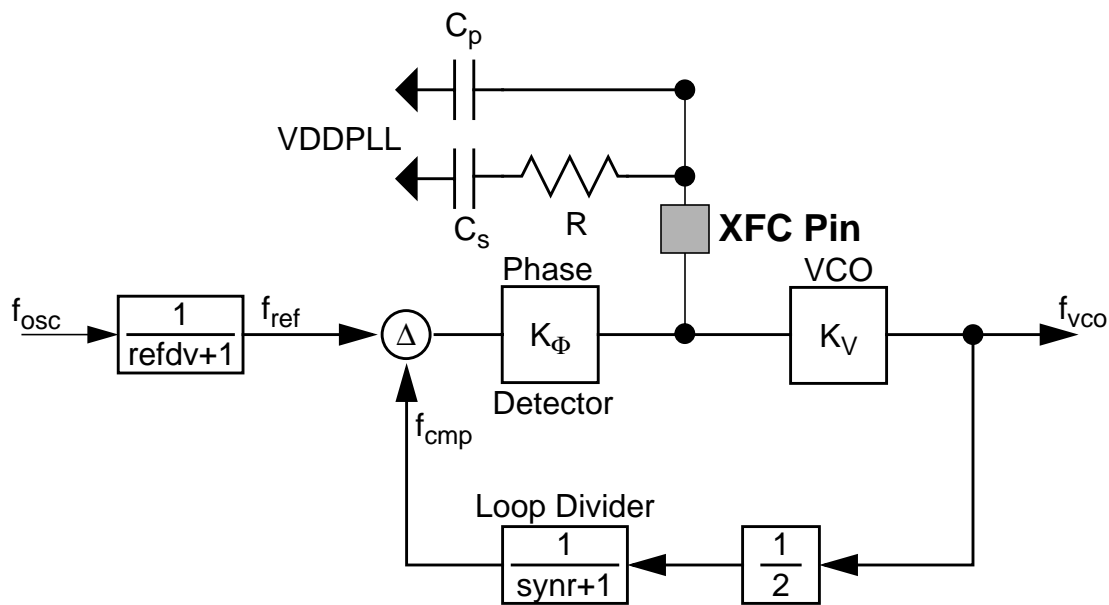 Cp
VDDPLL
Cs
R
XFC Pin
Phase
VCO
fosc
1
refdv+1
fref
Δ
KΦ
KV
fvco
Detector
fcmp
Loop Divider
1
synr+1
1
2